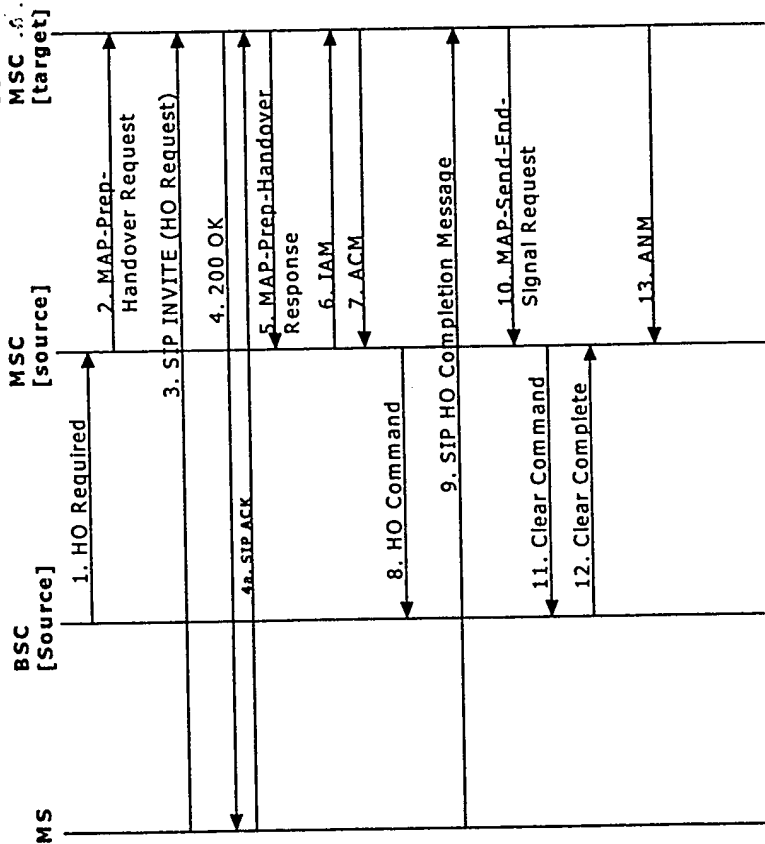 MS
BSC
[Source]
MSC
[source]
MSC
[target]
1. HO Required
2. MAP-Prep-
Handover Request
3. SIP INVITE (HO Request)
4. 200 OK
4a. SIP ACK
5. MAP-Prep-Handover
Response
6. IAM
7. ACM
8. HO Command
9. SIP HO Completion Message
10. MAP-Send-End-
Signal Request
11. Clear Command
12. Clear Complete
13. ANM